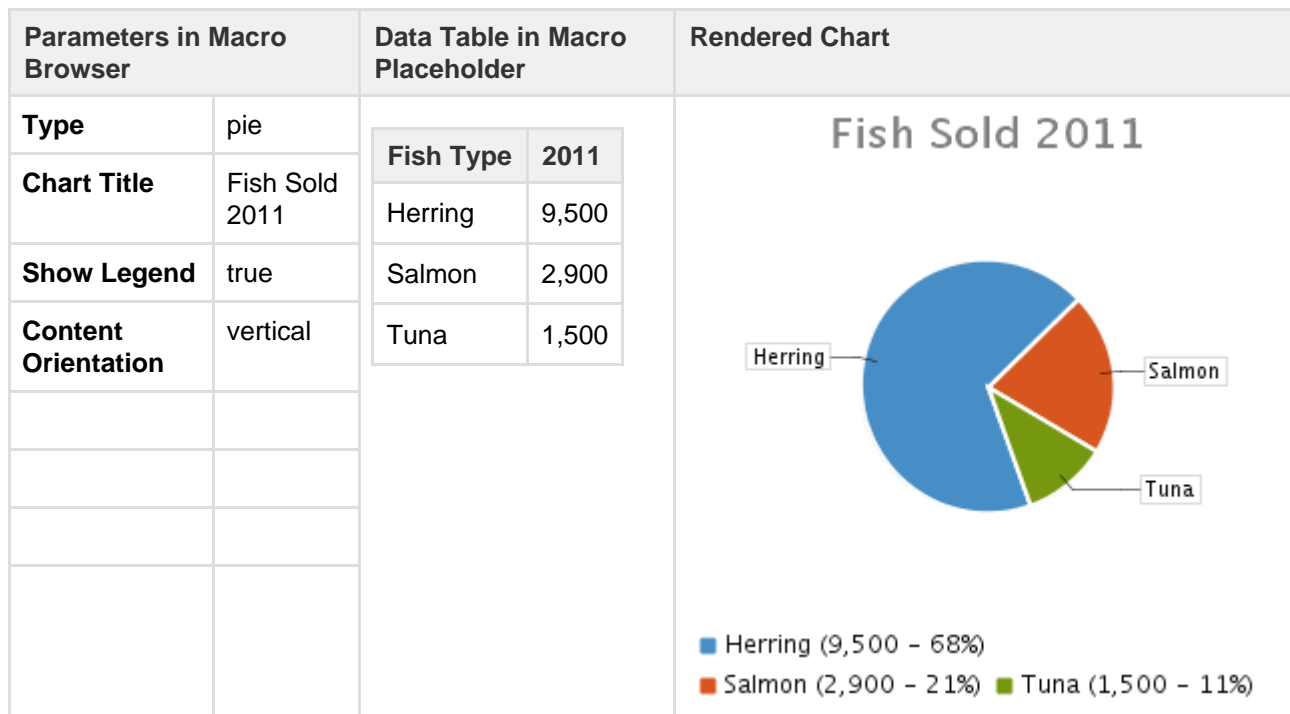 Parameters in Macro
Browser
Data Table in Macro
Placeholder
Rendered Chart
Type
pie
Chart Title
Fish Sold
2011
Show Legend
true
Content
Orientation
vertical
Fish Type
2011
Herring
9,500
Salmon
2,900
Tuna
1,500
Fish Sold 2011
Herring
Salmon
Tuna
Herring (9,500 – 68%)
Salmon (2,900 – 21%) Tuna (1,500 – 11%)